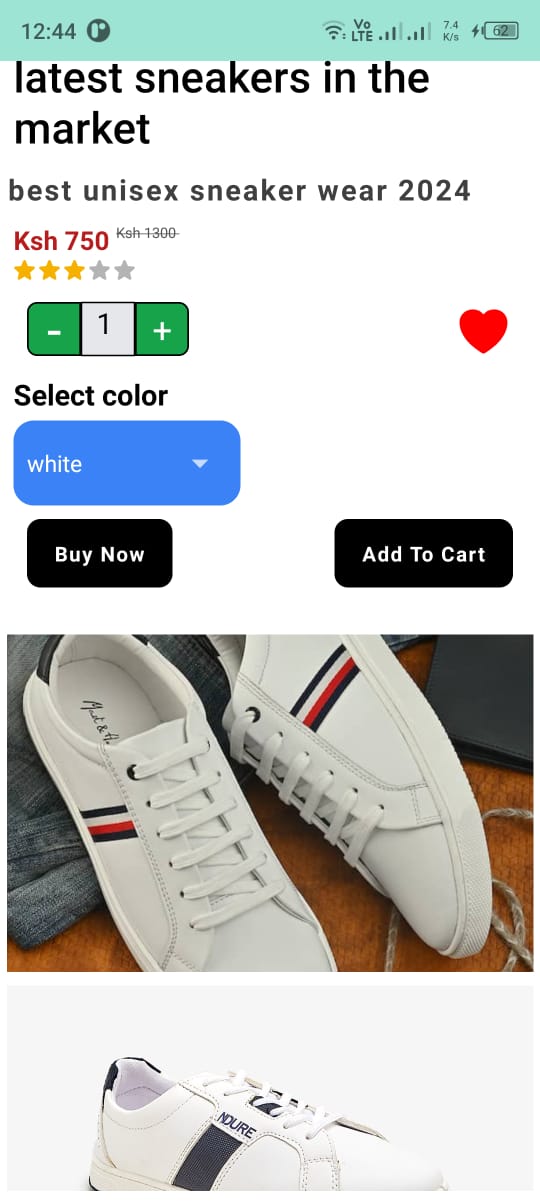 12:44
Vo
LTE
7.4
K/s
62
latest sneakers in the
market
best unisex sneaker wear 2024
Ksh 750 Ksh 1300
- 1 +
Select color
white
Buy Now
Add To Cart
NDURE